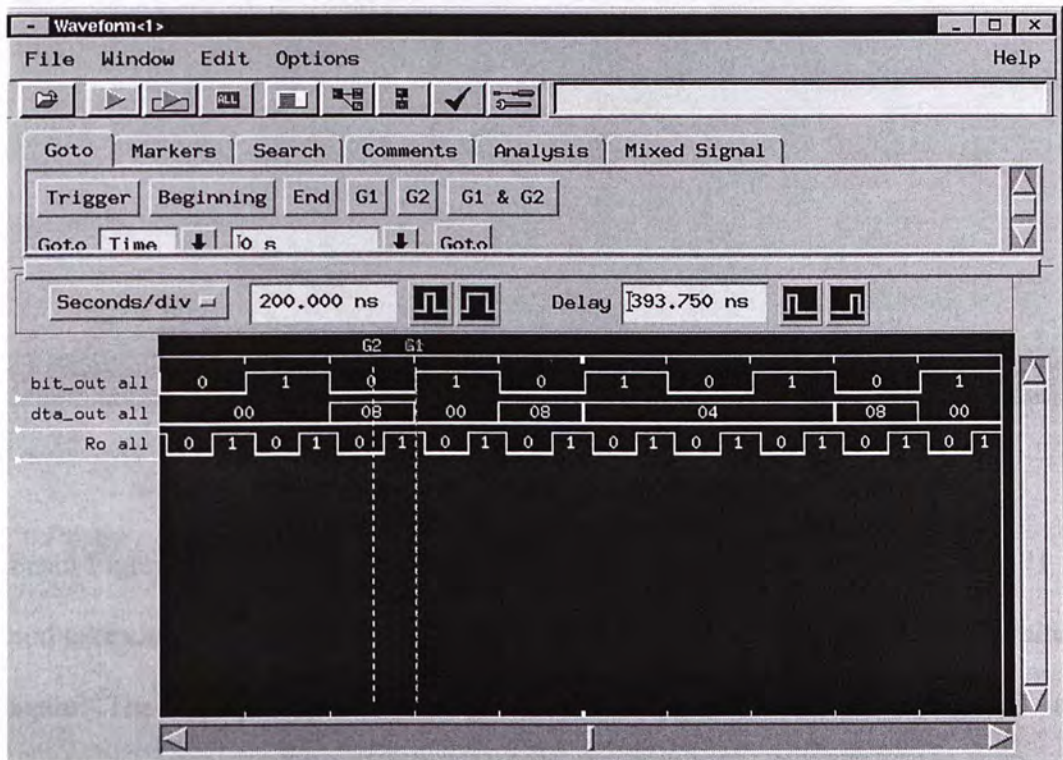 Waveform<1>
File Window Edit Options Help
ALL
Goto Markers Search Comments Analysis Mixed Signal
Trigger Beginning End G1 G2 G1 & G2
Goto Time 0 s Goto
Seconds/div 200.000 ns Delay 393.750 ns
G2 G1
bit_out all 0 1 0 1 0 1 0 1 0 1
dta_out all 00 08 00 08 04 08 00
Ro all 0 1 0 1 0 1 0 1 0 1 0 1 0 1 0 1 0 1 0 1